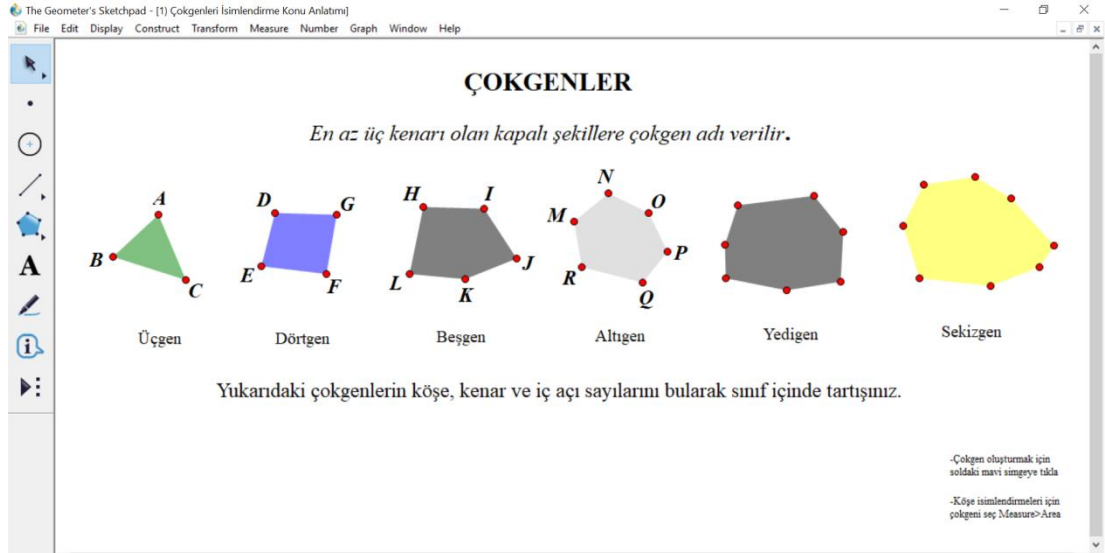 The Geometer's Sketchpad - [1) Çokgenleri İsimlendirme Konu Anlatımı]
File Edit Display Construct Transform Measure Number Graph Window Help
ÇOKGENLER
En az üç kenarı olan kapalı şekillere çokgen adı verilir.
A
B
C
D
G
E
F
H
I
J
L
K
N
M
O
P
R
Q
A
Üçgen
Dörtgen
Beşgen
Altıgen
Yedigen
Sekizgen
Yukarıdaki çokgenlerin köşe, kenar ve iç açı sayılarını bularak sınıf içinde tartışınız.
-Çokgen oluşturmak için
soldaki mavi simgeye tıkla
-Köşe isimlendirmeleri için
çokgeni seç Measure>Area